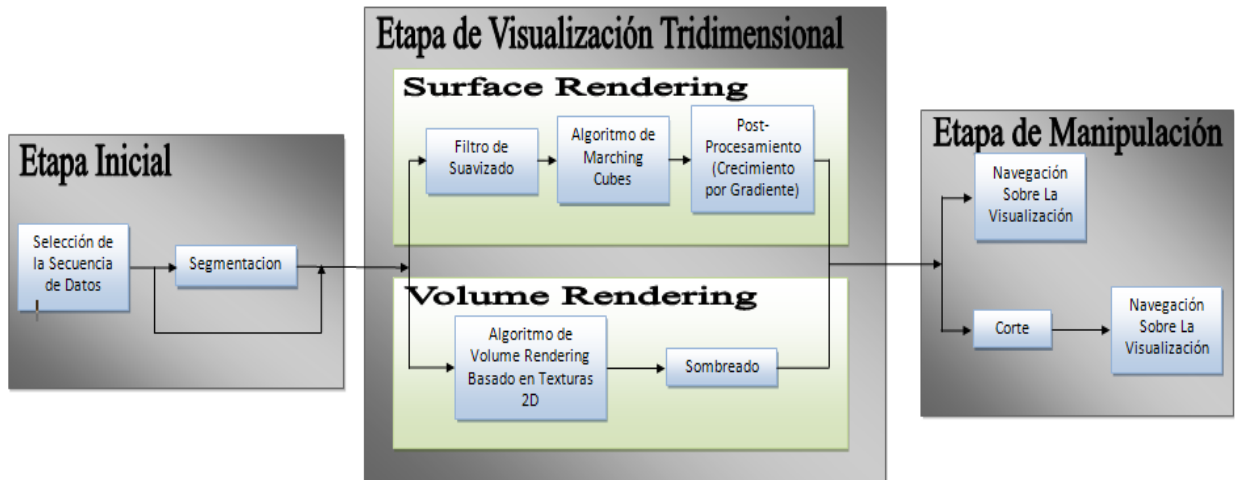 Etapa Inicial
Selección de
la Secuencia
de Datos
Segmentacion
Etapa de Visualización Tridimensional
Surface Rendering
Filtro de
Suavizado
Algoritmo de
Marching
Cubes
Post-
Procesamiento
(Crecimiento
por Gradiente)
Volume Rendering
Algoritmo de
Volume Rendering
Basado en Texturas
2D
Sombreado
Etapa de Manipulación
Navegación
Sobre La
Visualización
Corte
Navegación
Sobre La
Visualización